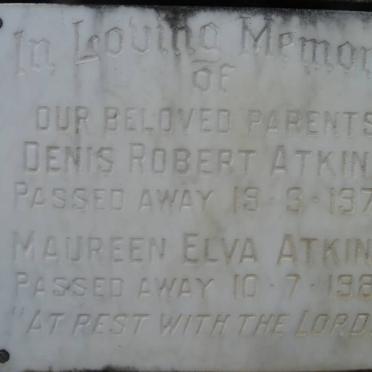 In Loving Memor
OF
OUR BELOVED PARENTS
DENIS ROBERT ATKIN
PASSED AWAY 19·3·197
MAUREEN ELVA ATKIN
PASSED AWAY 10·7·198
"AT REST WITH THE LORD